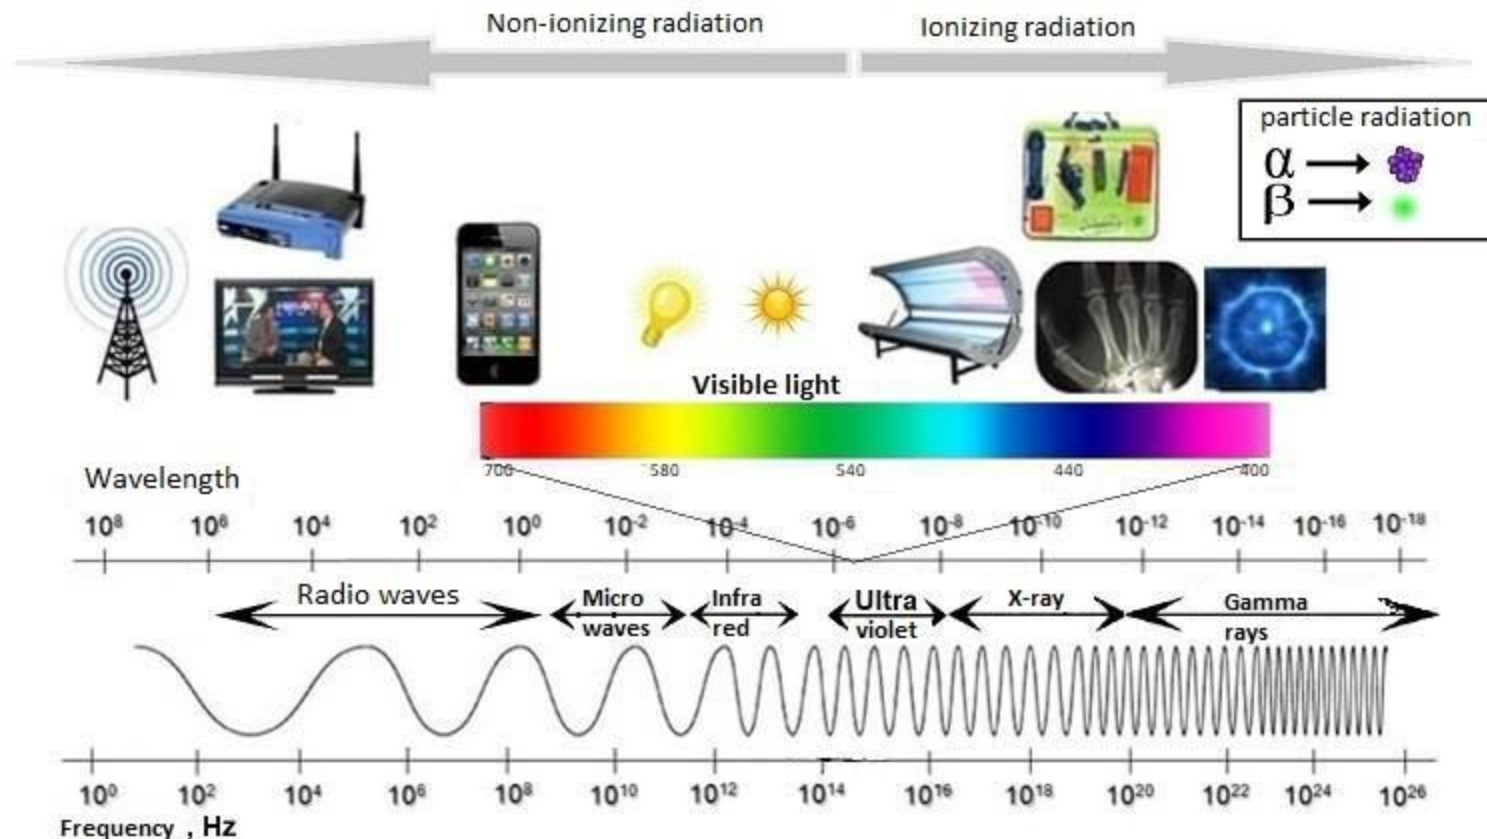 Non-ionizing radiation
Ionizing radiation
particle radiation
α
β
Visible light
700 580 540 440 400
Wavelength
10⁸ 10⁶ 10⁴ 10² 10⁰ 10⁻² 10⁻⁴ 10⁻⁶ 10⁻⁸ 10⁻¹⁰ 10⁻¹² 10⁻¹⁴ 10⁻¹⁶ 10⁻¹⁸
Radio waves
Micro
waves
Infra
red
Ultra
violet
X-ray
Gamma
rays
10⁰ 10² 10⁴ 10⁶ 10⁸ 10¹⁰ 10¹² 10¹⁴ 10¹⁶ 10¹⁸ 10²⁰ 10²² 10²⁴ 10²⁶
Frequency , Hz